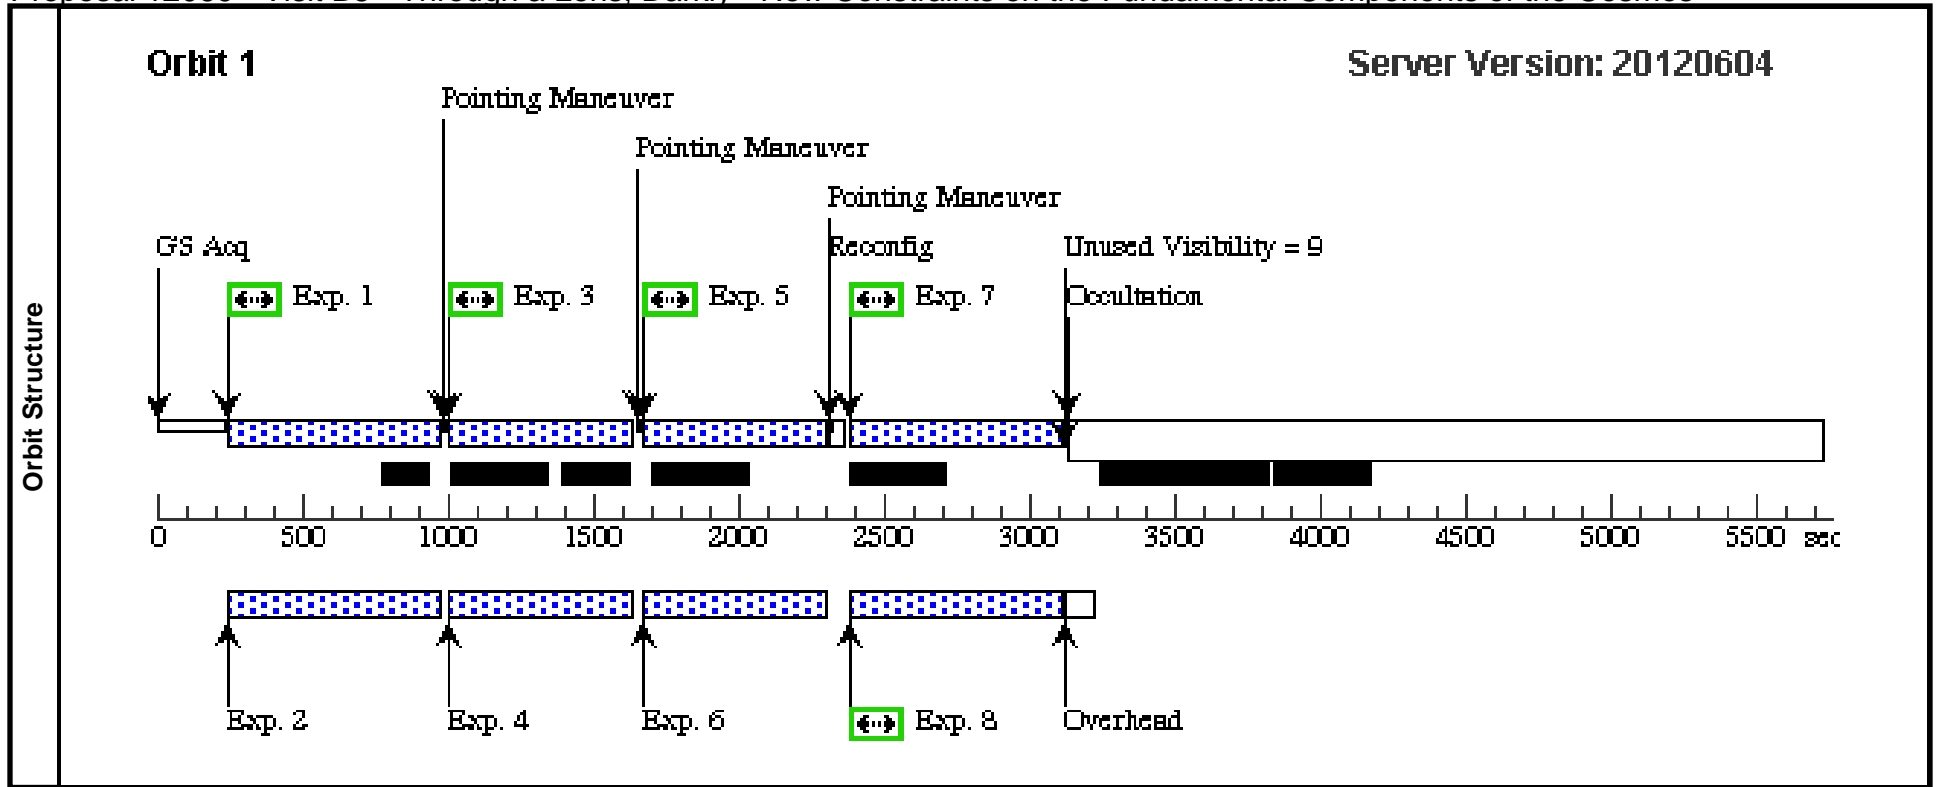 Orbit Structure
Orbit 1
Server Version: 20120604
Pointing Maneuver
Pointing Maneuver
Pointing Maneuver
GS Acq
Reconfig
Unused Visibility = 9
Exp. 1
Exp. 3
Exp. 5
Exp. 7
Occultation
0 500 1000 1500 2000 2500 3000 3500 4000 4500 5000 5500 sec
Exp. 2
Exp. 4
Exp. 6
Exp. 8
Overhead